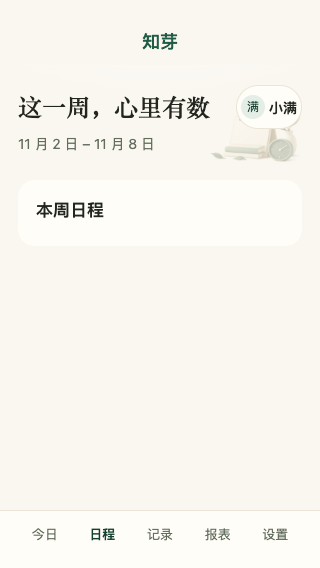 知芽
这一周，心里有数
满 小满
11 月 2 日 – 11 月 8 日
本周日程
今日 日程 记录 报表 设置